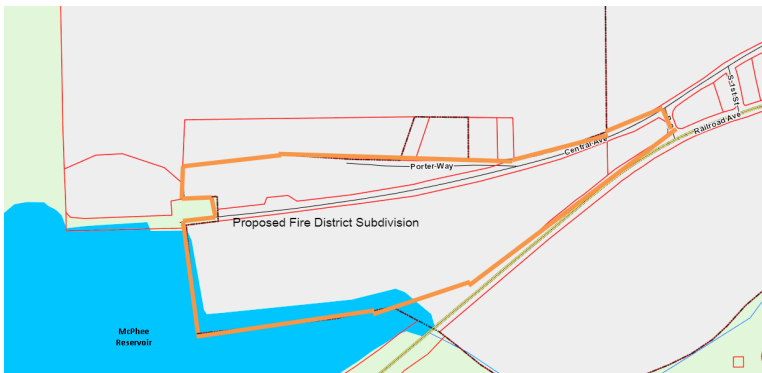 S 1st St
Railroad Ave
Central Ave
Porter Way
Proposed Fire District Subdivision
McPhee
Reservoir